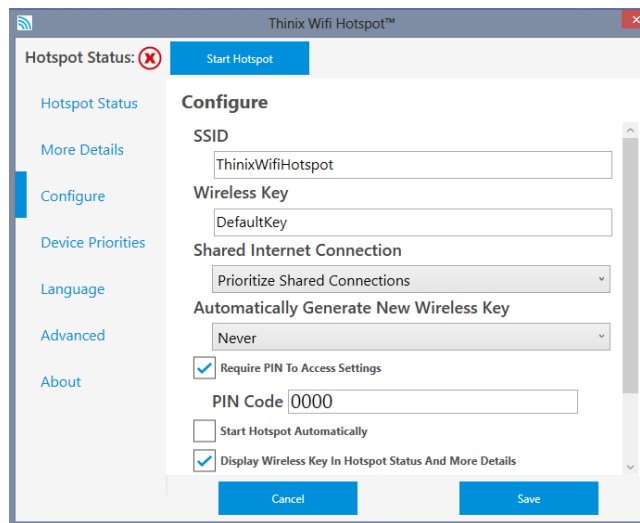 Thinix Wifi Hotspot™
Hotspot Status:
Start Hotspot
Hotspot Status
More Details
Configure
Device Priorities
Language
Advanced
About
Configure
SSID
ThinixWifiHotspot
Wireless Key
DefaultKey
Shared Internet Connection
Prioritize Shared Connections
Automatically Generate New Wireless Key
Never
Require PIN To Access Settings
PIN Code 0000
Start Hotspot Automatically
Display Wireless Key In Hotspot Status And More Details
Cancel
Save